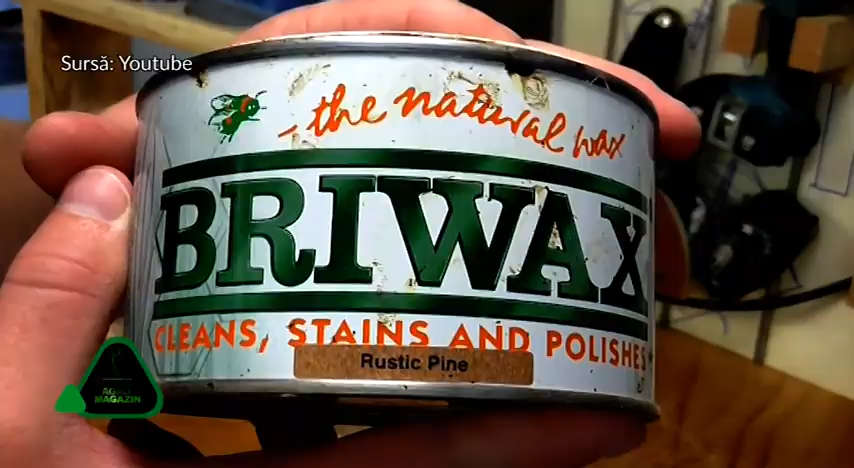 Sursă: Youtube
the natural wax
BRIWAX
CLEANS, STAINS AND POLISHES
Rustic Pine
MAGAZIN